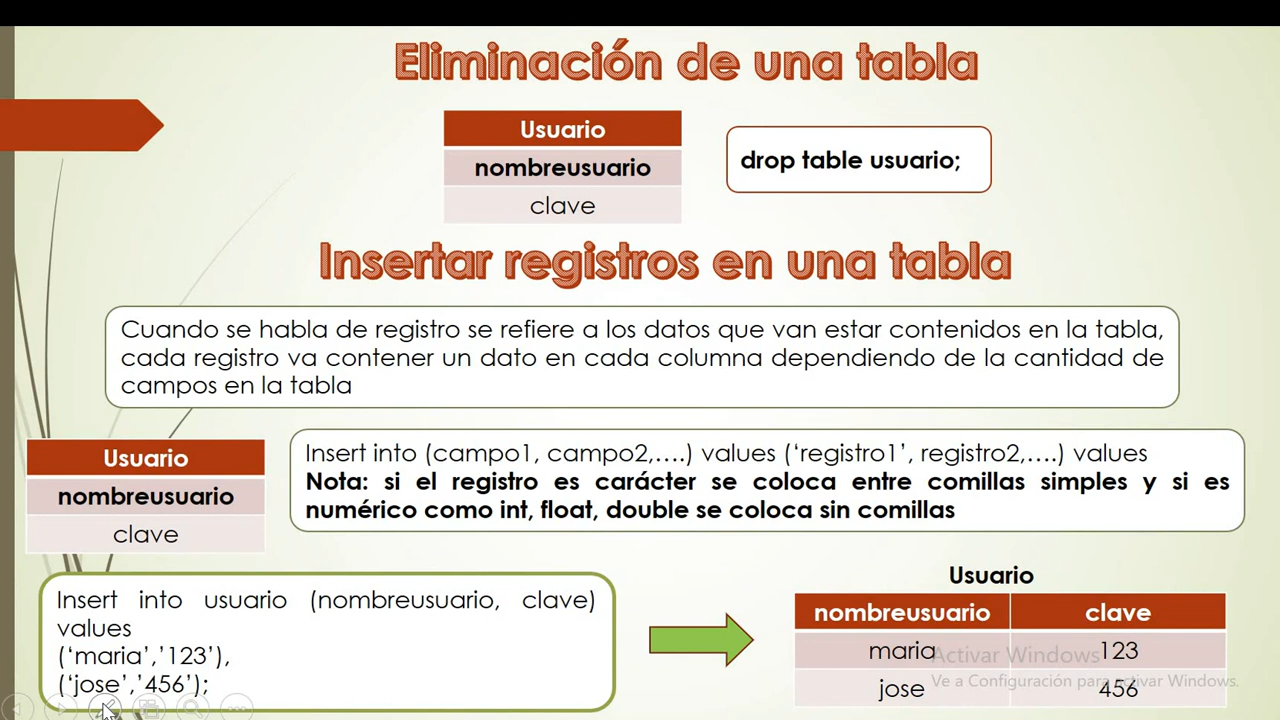 Eliminación de una tabla
Usuario
nombreusuario
clave
drop table usuario;
Insertar registros en una tabla
Cuando se habla de registro se refiere a los datos que van estar contenidos en la tabla,
cada registro va contener un dato en cada columna dependiendo de la cantidad de
campos en la tabla
Usuario
nombreusuario
clave
Insert into (campo1, campo2,….) values (‘registro1’, registro2,….) values
Nota: si el registro es carácter se coloca entre comillas simples y si es
numérico como int, float, double se coloca sin comillas
Insert into usuario (nombreusuario, clave)
values
(‘maria’,’123’),
(‘jose’,’456’);
Usuario
nombreusuario clave
maria 123
jose 456
Activar Windows
Ve a Configuración para activar Windows.